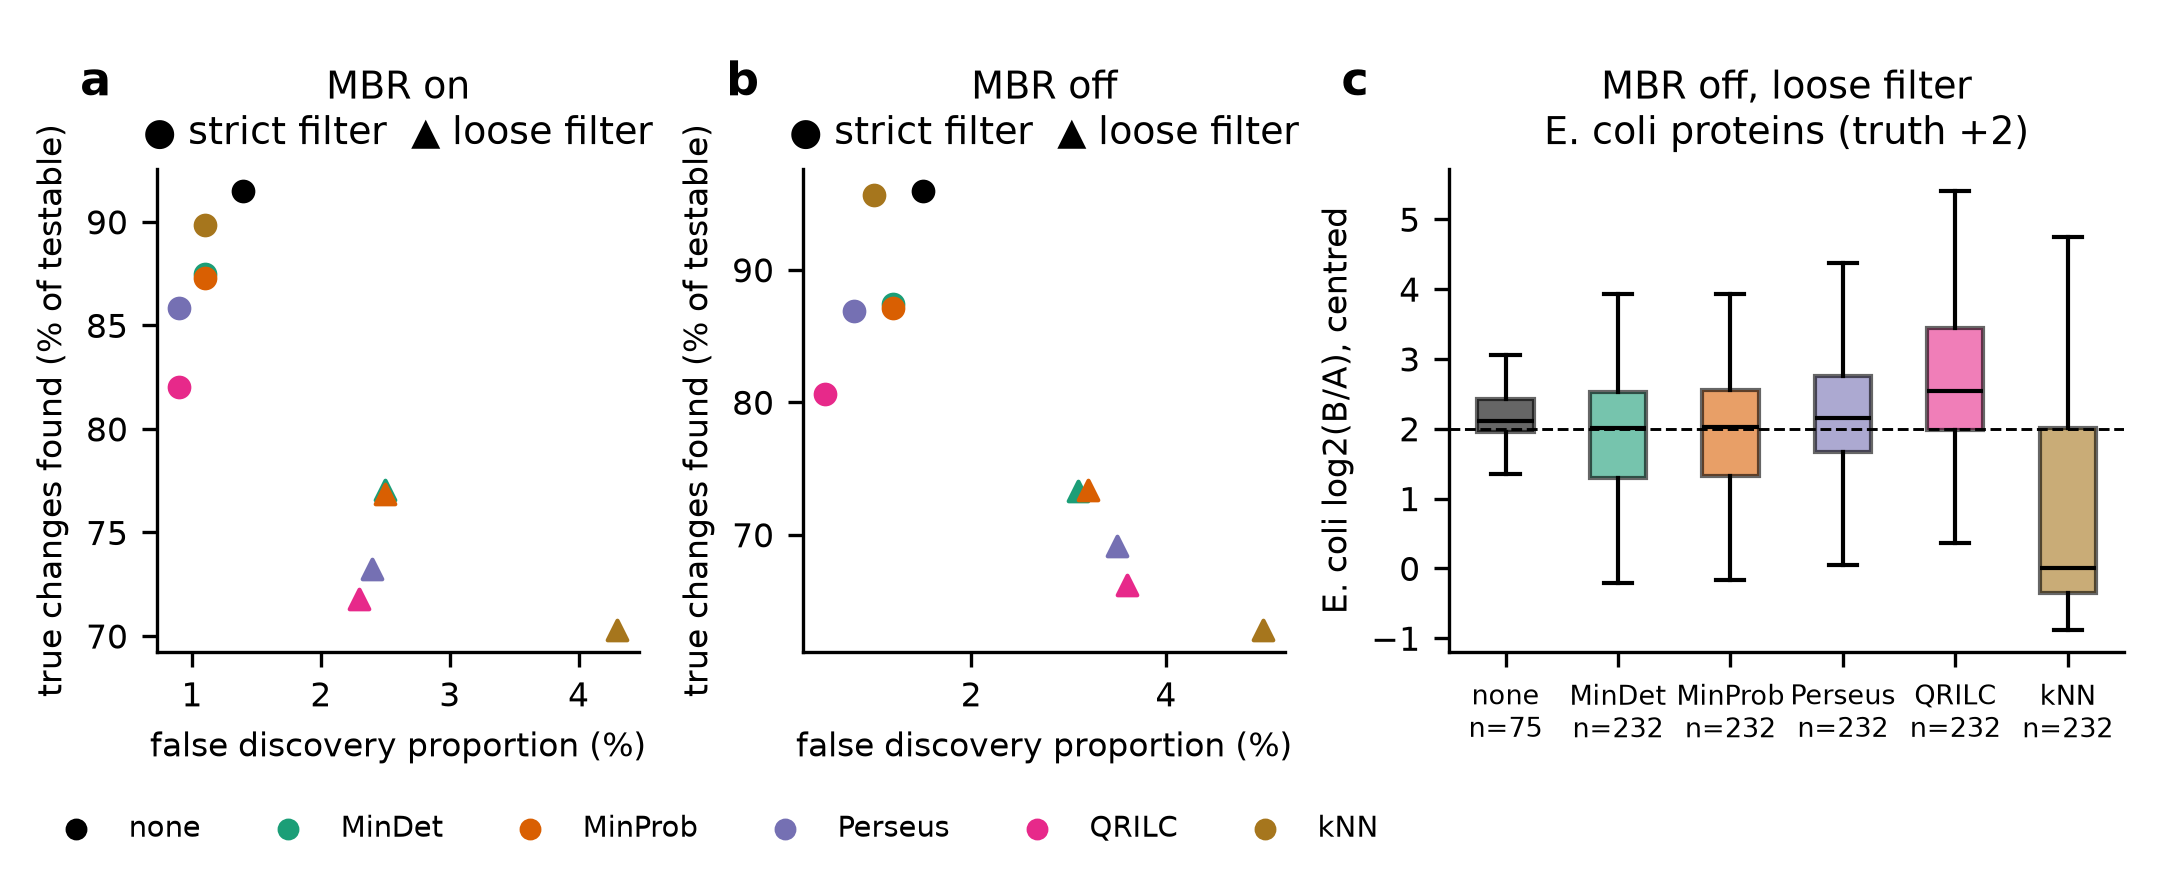 a
MBR on
● strict filter ▲ loose filter
true changes found (% of testable)
90
85
80
75
70
1 2 3 4
false discovery proportion (%)
b
MBR off
● strict filter ▲ loose filter
true changes found (% of testable)
90
80
70
2 4
false discovery proportion (%)
c
MBR off, loose filter
E. coli proteins (truth +2)
E. coli log2(B/A), centred
5
4
3
2
1
0
−1
none MinDet MinProb Perseus QRILC kNN
n=75 n=232 n=232 n=232 n=232 n=232
none MinDet MinProb Perseus QRILC kNN